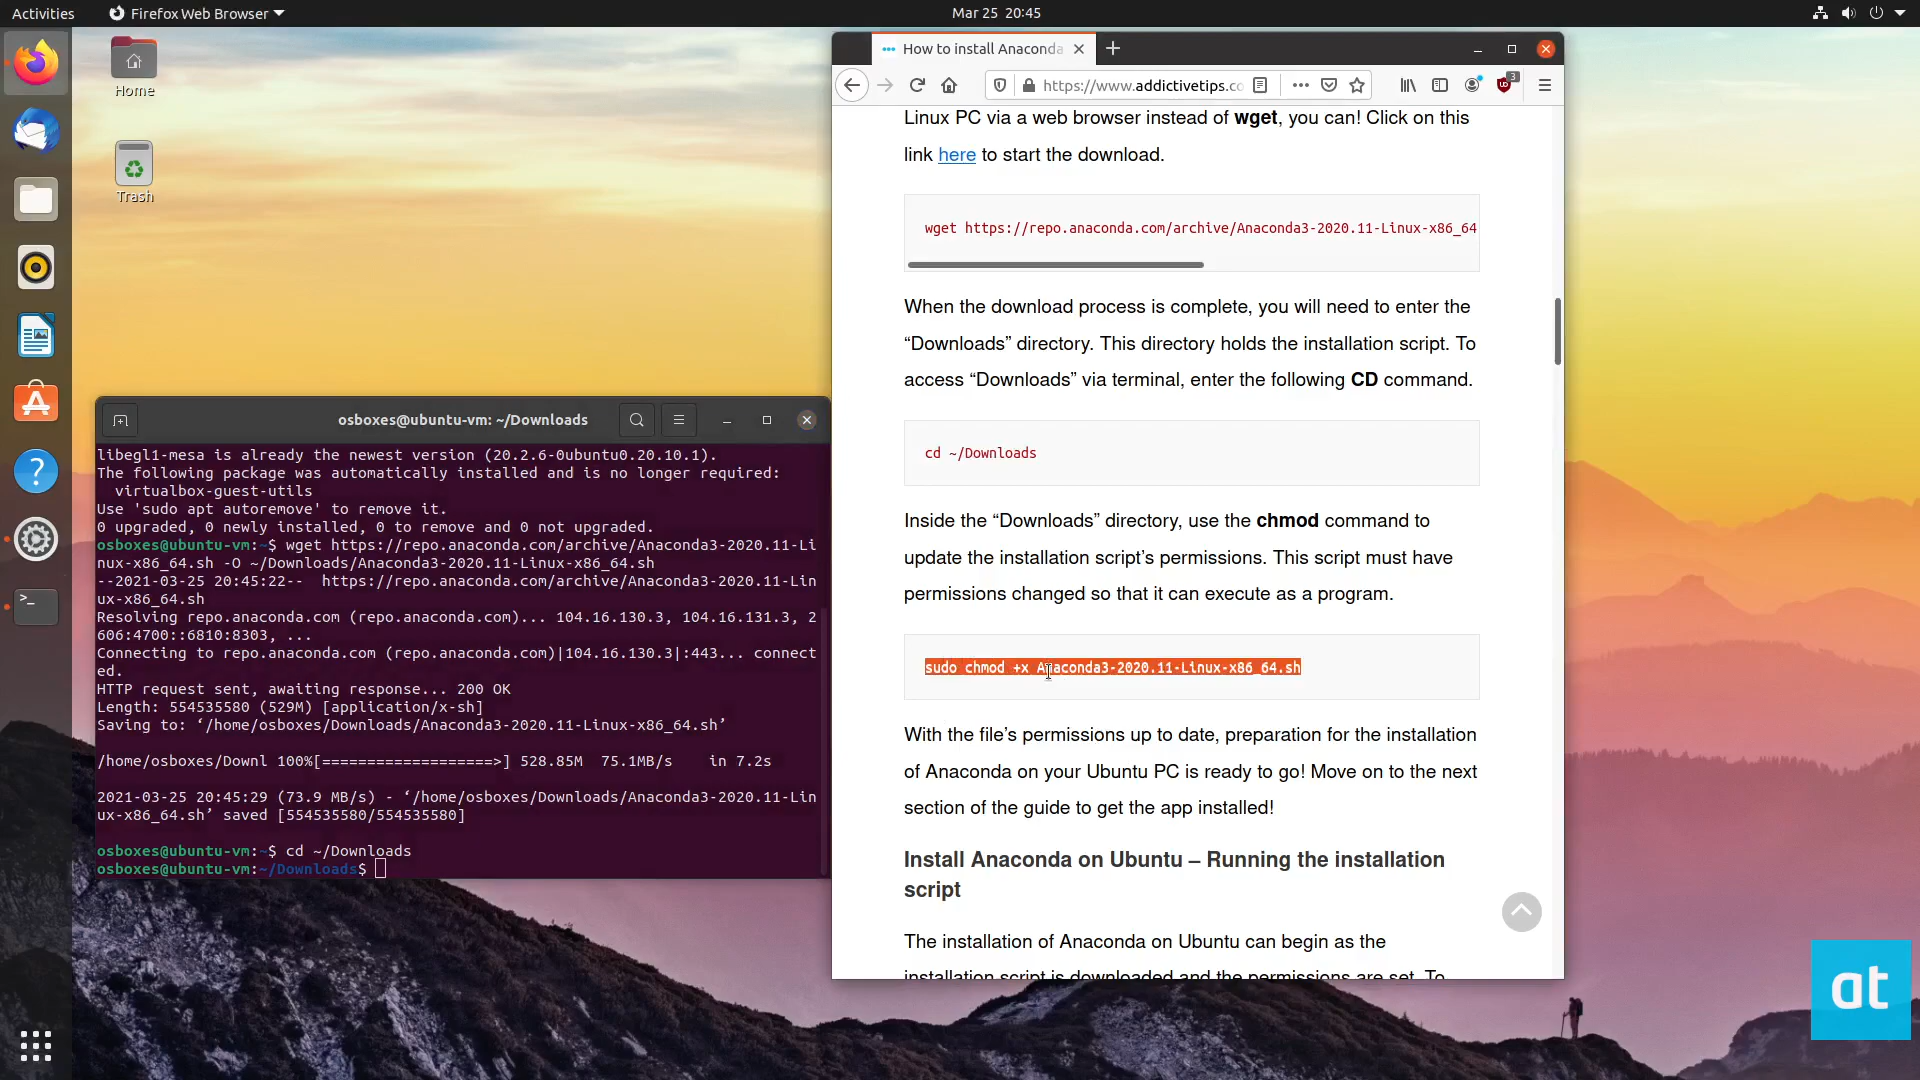 Activities
Firefox Web Browser
Mar 25 20:45
Home
Trash
How to install Anaconda
https://www.addictivetips.co
3
Linux PC via a web browser instead of wget, you can! Click on this
link here to start the download.
wget https://repo.anaconda.com/archive/Anaconda3-2020.11-Linux-x86_64
When the download process is complete, you will need to enter the
“Downloads” directory. This directory holds the installation script. To
access “Downloads” via terminal, enter the following CD command.
cd ~/Downloads
Inside the “Downloads” directory, use the chmod command to
update the installation script’s permissions. This script must have
permissions changed so that it can execute as a program.
sudo chmod +x Anaconda3-2020.11-Linux-x86_64.sh
With the file’s permissions up to date, preparation for the installation
of Anaconda on your Ubuntu PC is ready to go! Move on to the next
section of the guide to get the app installed!
Install Anaconda on Ubuntu – Running the installation
script
The installation of Anaconda on Ubuntu can begin as the
installation script is downloaded and the permissions are set. To
osboxes@ubuntu-vm: ~/Downloads
libegl1-mesa is already the newest version (20.2.6-0ubuntu0.20.10.1).
The following package was automatically installed and is no longer required:
virtualbox-guest-utils
Use 'sudo apt autoremove' to remove it.
0 upgraded, 0 newly installed, 0 to remove and 0 not upgraded.
osboxes@ubuntu-vm:~$ wget https://repo.anaconda.com/archive/Anaconda3-2020.11-Li
nux-x86_64.sh -O ~/Downloads/Anaconda3-2020.11-Linux-x86_64.sh
--2021-03-25 20:45:22-- https://repo.anaconda.com/archive/Anaconda3-2020.11-Lin
ux-x86_64.sh
Resolving repo.anaconda.com (repo.anaconda.com)... 104.16.130.3, 104.16.131.3, 2
606:4700::6810:8303, ...
Connecting to repo.anaconda.com (repo.anaconda.com)|104.16.130.3|:443... connect
ed.
HTTP request sent, awaiting response... 200 OK
Length: 554535580 (529M) [application/x-sh]
Saving to: ‘/home/osboxes/Downloads/Anaconda3-2020.11-Linux-x86_64.sh’
/home/osboxes/Downl 100%[===================>] 528.85M 75.1MB/s in 7.2s
2021-03-25 20:45:29 (73.9 MB/s) - ‘/home/osboxes/Downloads/Anaconda3-2020.11-Lin
ux-x86_64.sh’ saved [554535580/554535580]
osboxes@ubuntu-vm:~$ cd ~/Downloads
osboxes@ubuntu-vm:~/Downloads$
at